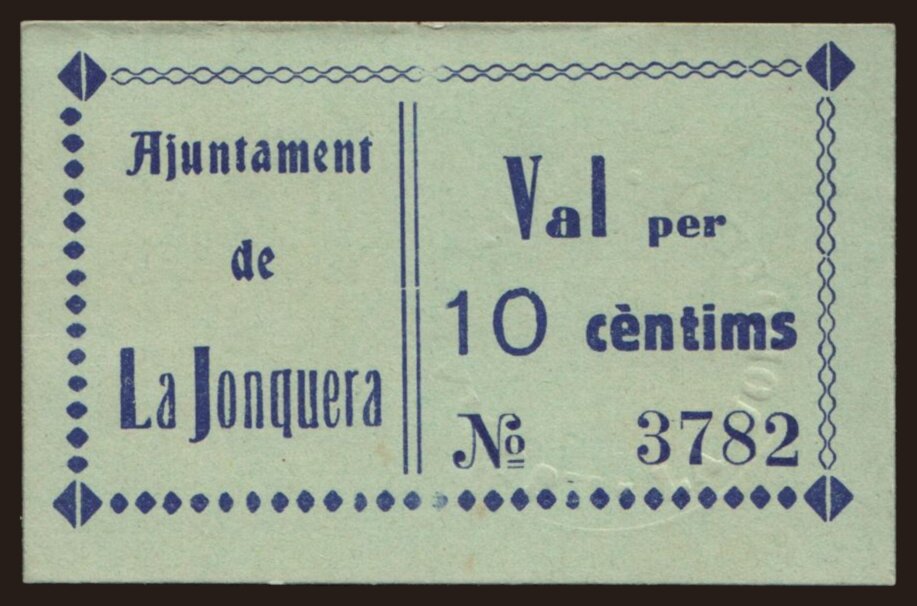 Ajuntament
de
La Jonquera
Val per
10 cèntims
Nº 3782